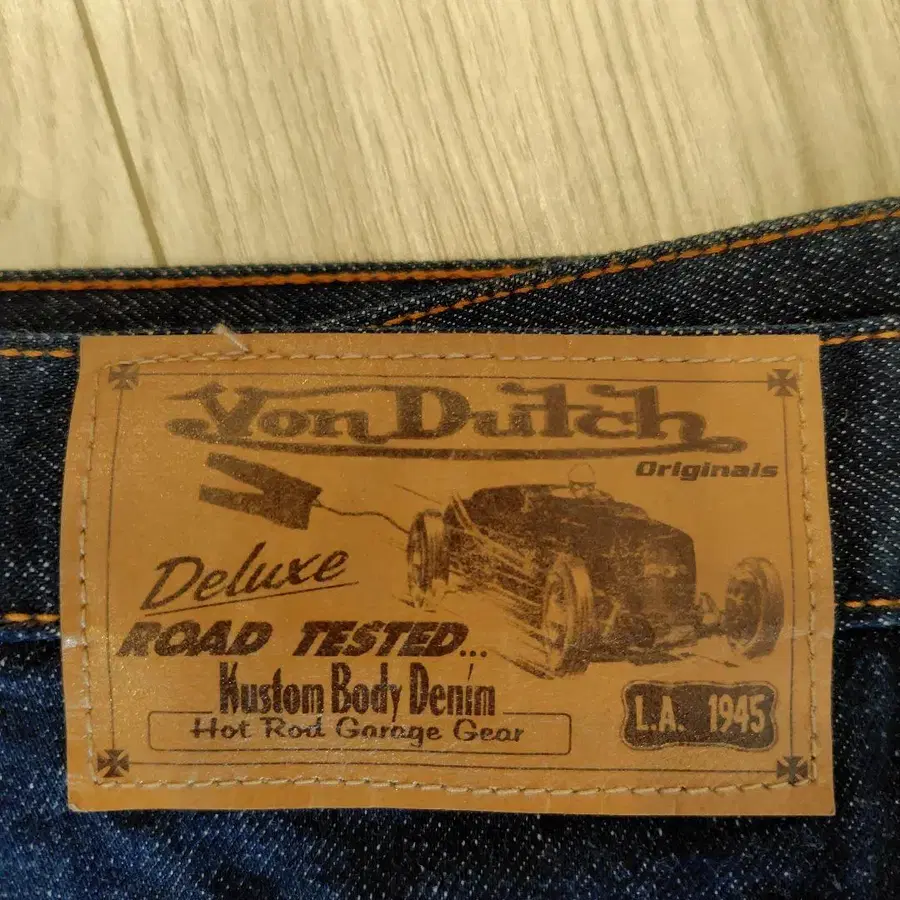 Von Dutch
Originals
Deluxe
ROAD TESTED...
Kustom Body Denim
Hot Rod Garage Gear
L.A. 1945